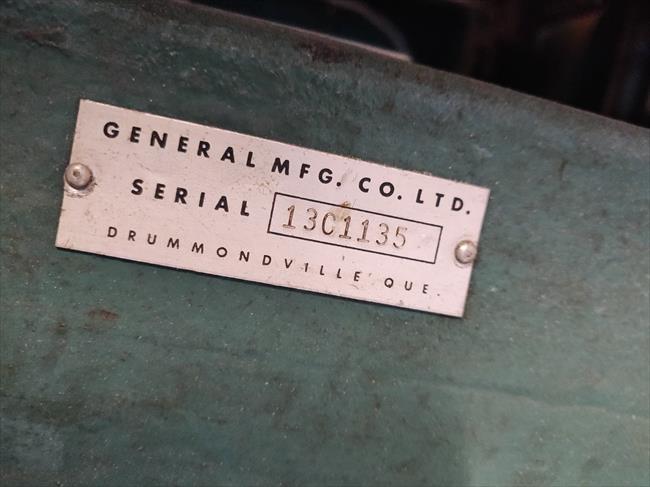 GENERAL MFG. CO. LTD.
SERIAL 13C1135
DRUMMONDVILLE QUE.